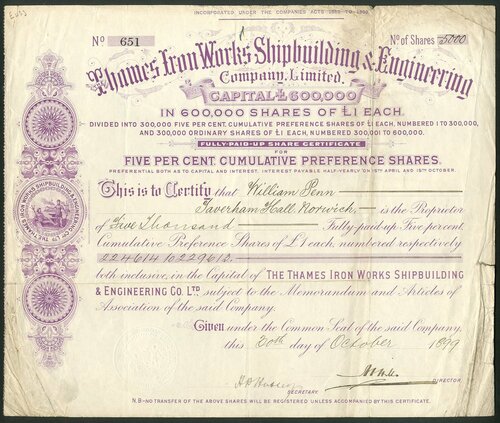 INCORPORATED UNDER THE COMPANIES ACTS 1862 TO 1898
No 651
No of Shares 5000
Thames Iron Works Shipbuilding & Engineering
Company, Limited.
CAPITAL £600,000
IN 600,000 SHARES OF £1 EACH.
DIVIDED INTO 300,000 FIVE PER CENT. CUMULATIVE PREFERENCE SHARES OF £1 EACH, NUMBERED 1 TO 300,000,
AND 300,000 ORDINARY SHARES OF £1 EACH, NUMBERED 300,001 TO 600,000.
FULLY-PAID-UP SHARE CERTIFICATE
FOR
FIVE PER CENT. CUMULATIVE PREFERENCE SHARES.
PREFERENTIAL BOTH AS TO CAPITAL AND INTEREST. INTEREST PAYABLE HALF-YEARLY ON 15TH APRIL AND 15TH OCTOBER.
This is to Certify that William Penn
Taverham Hall, Norwich, is the Proprietor
of Five Thousand Fully-paid-up Five per cent.
Cumulative Preference Shares of £1 each, numbered respectively
224614 to 229613,
both inclusive, in the Capital of THE THAMES IRON WORKS SHIPBUILDING
& ENGINEERING CO. LTD subject to the Memorandum and Articles of
Association of the said Company.
Given under the Common Seal of the said Company,
this 20th day of October 1899
SECRETARY
DIRECTOR
N.B—NO TRANSFER OF THE ABOVE SHARES WILL BE REGISTERED UNLESS ACCOMPANIED BY THIS CERTIFICATE.